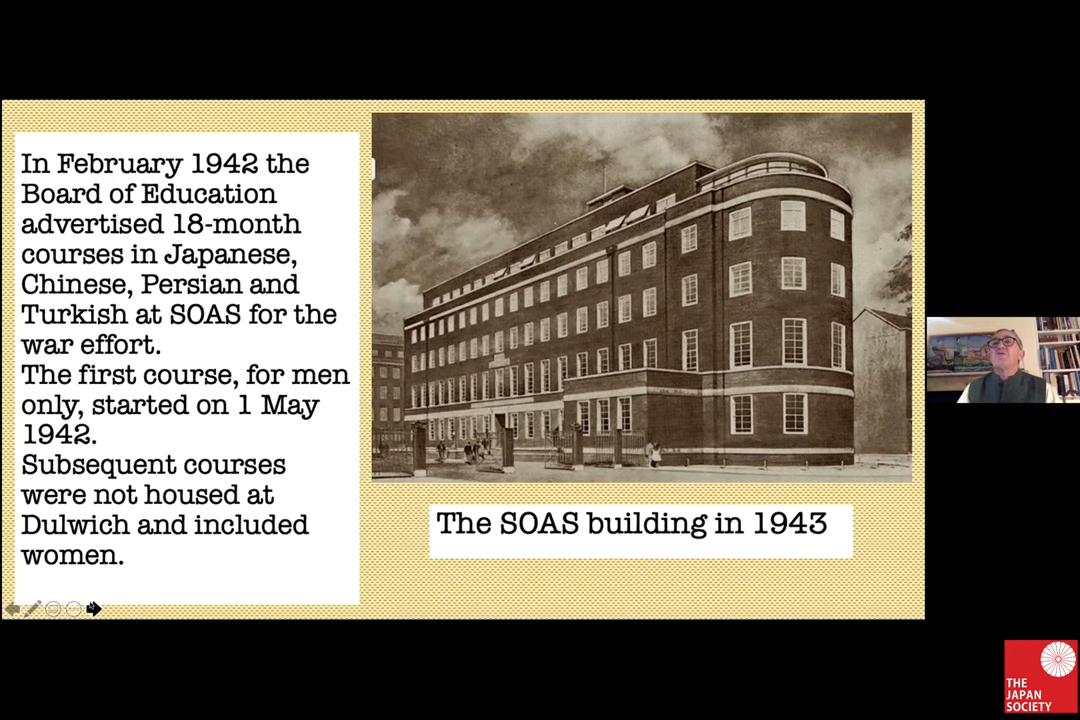 In February 1942 the
Board of Education
advertised 18-month
courses in Japanese,
Chinese, Persian and
Turkish at SOAS for the
war effort.
The first course, for men
only, started on 1 May
1942.
Subsequent courses
were not housed at
Dulwich and included
women.
The SOAS building in 1943
THE
JAPAN
SOCIETY